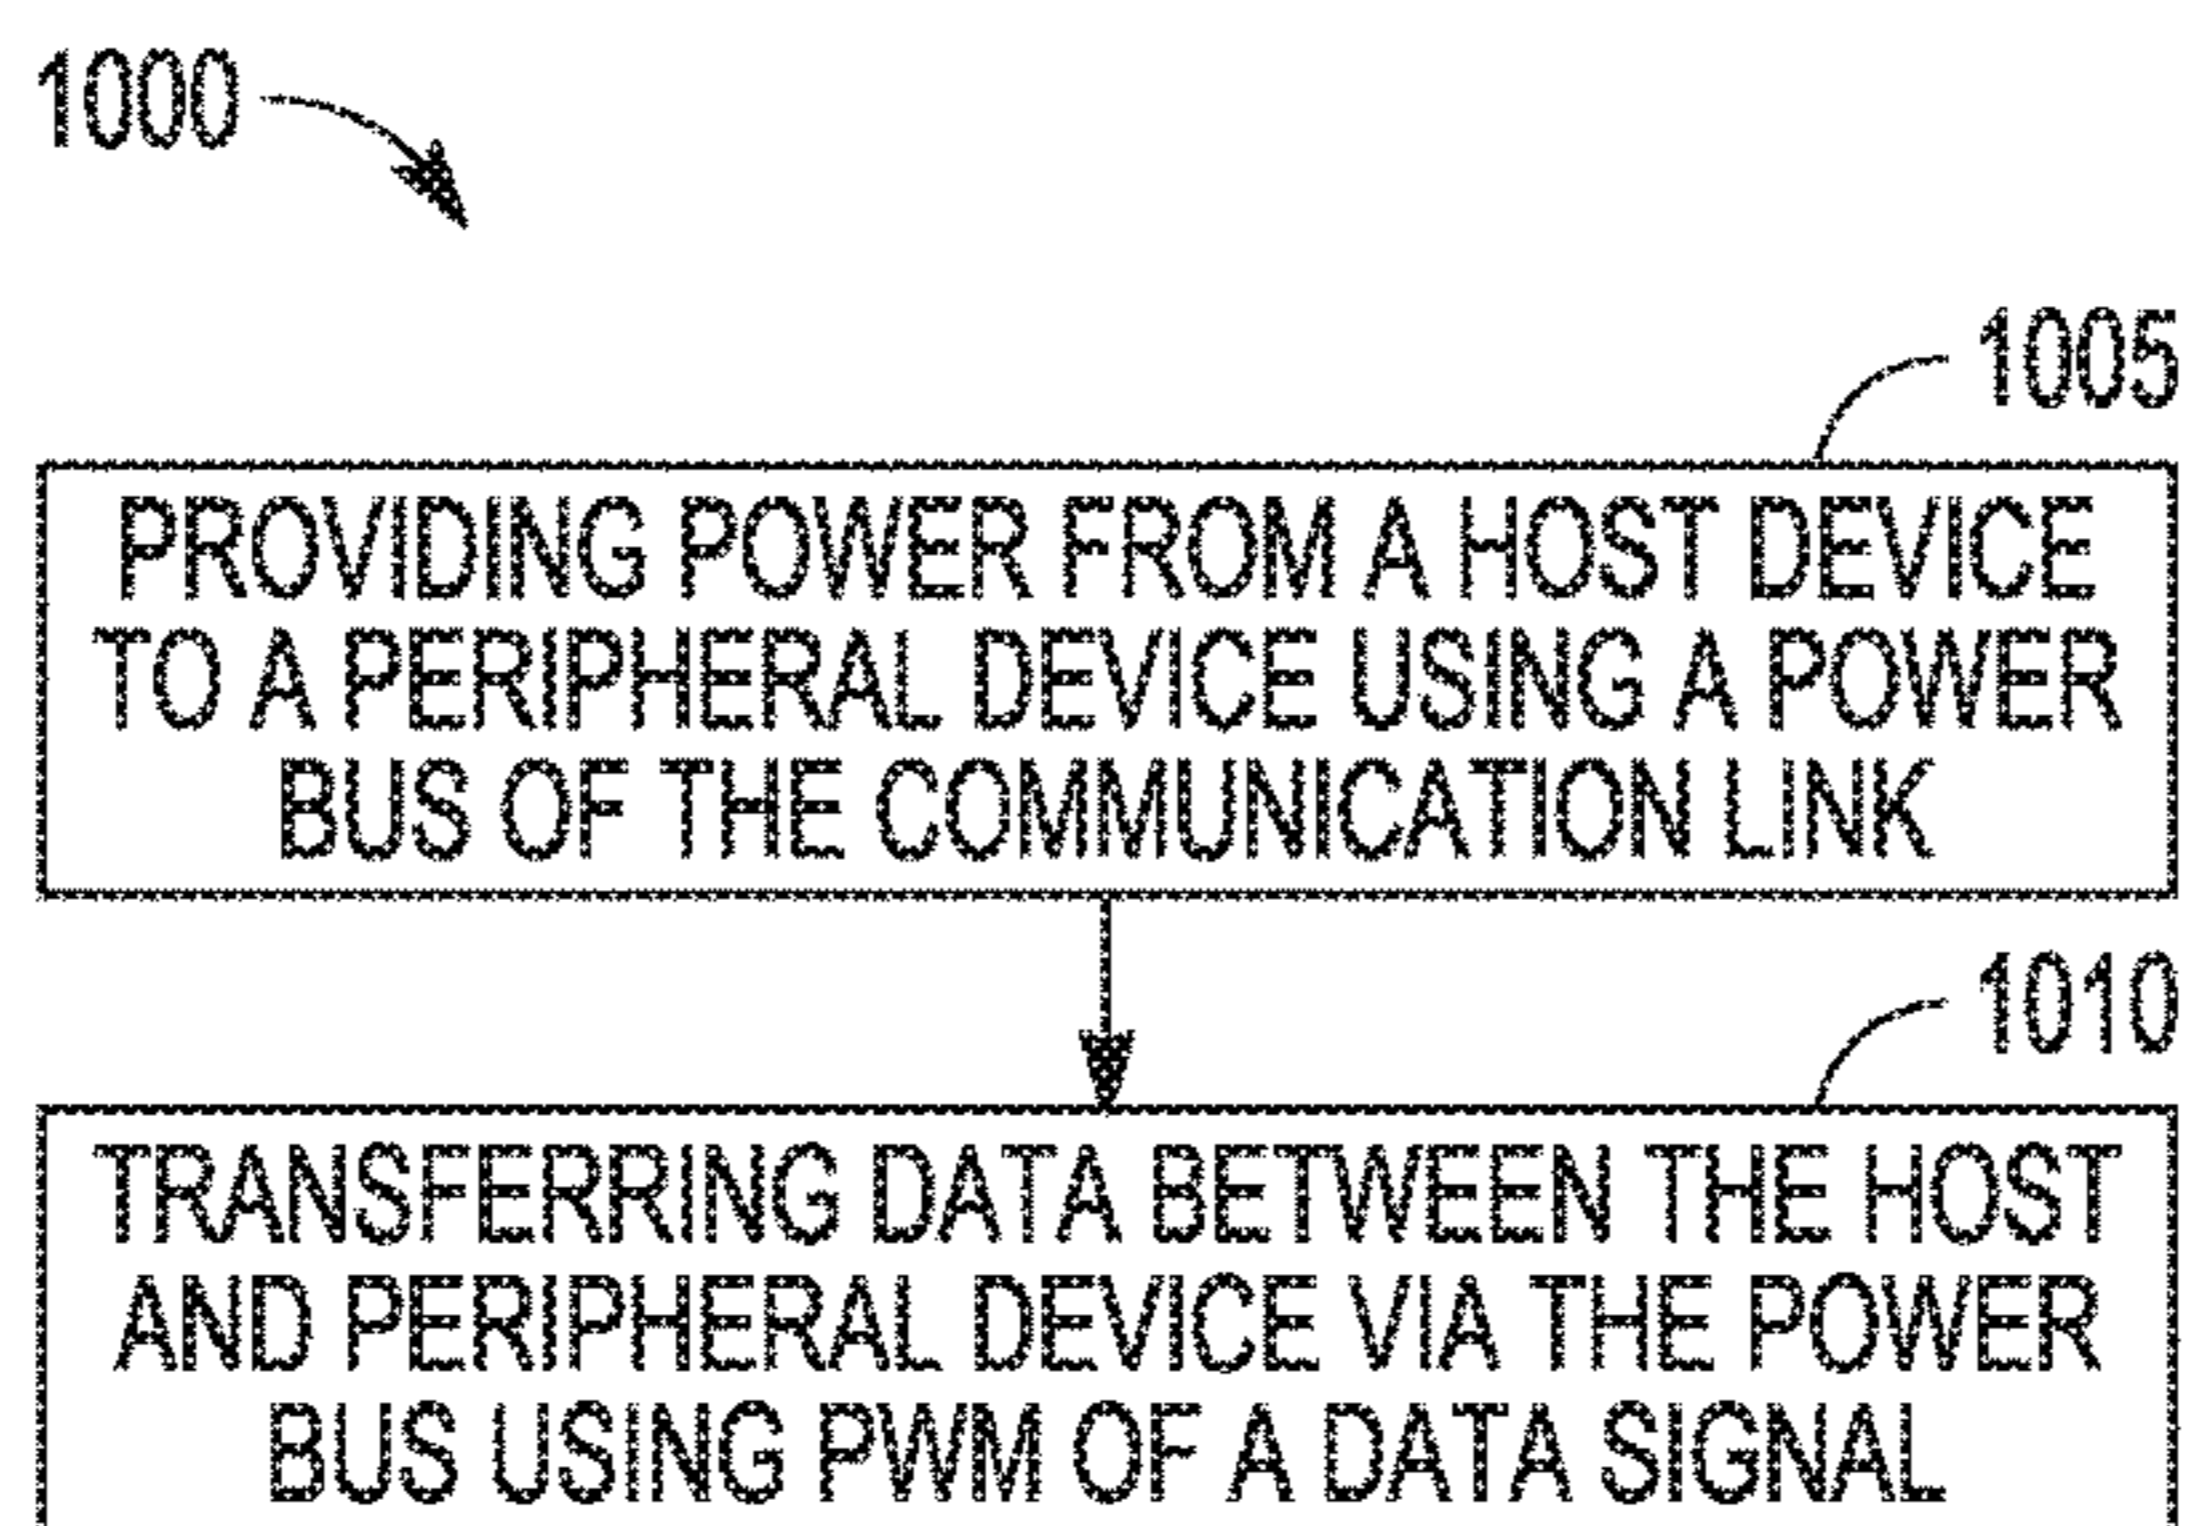 1000
1005
PROVIDING POWER FROM A HOST DEVICE
TO A PERIPHERAL DEVICE USING A POWER
BUS OF THE COMMUNICATION LINK
1010
TRANSFERRING DATA BETWEEN THE HOST
AND PERIPHERAL DEVICE VIA THE POWER
BUS USING PWM OF A DATA SIGNAL